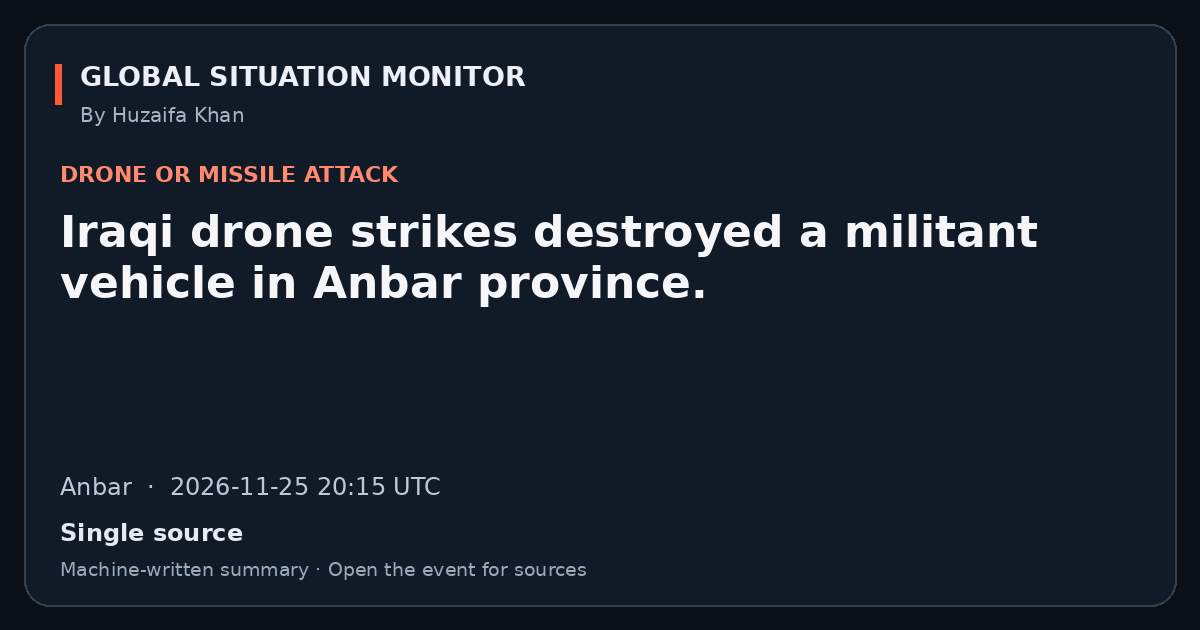 GLOBAL SITUATION MONITOR
By Huzaifa Khan
DRONE OR MISSILE ATTACK
Iraqi drone strikes destroyed a militant
vehicle in Anbar province.
Anbar · 2026-11-25 20:15 UTC
Single source
Machine-written summary · Open the event for sources